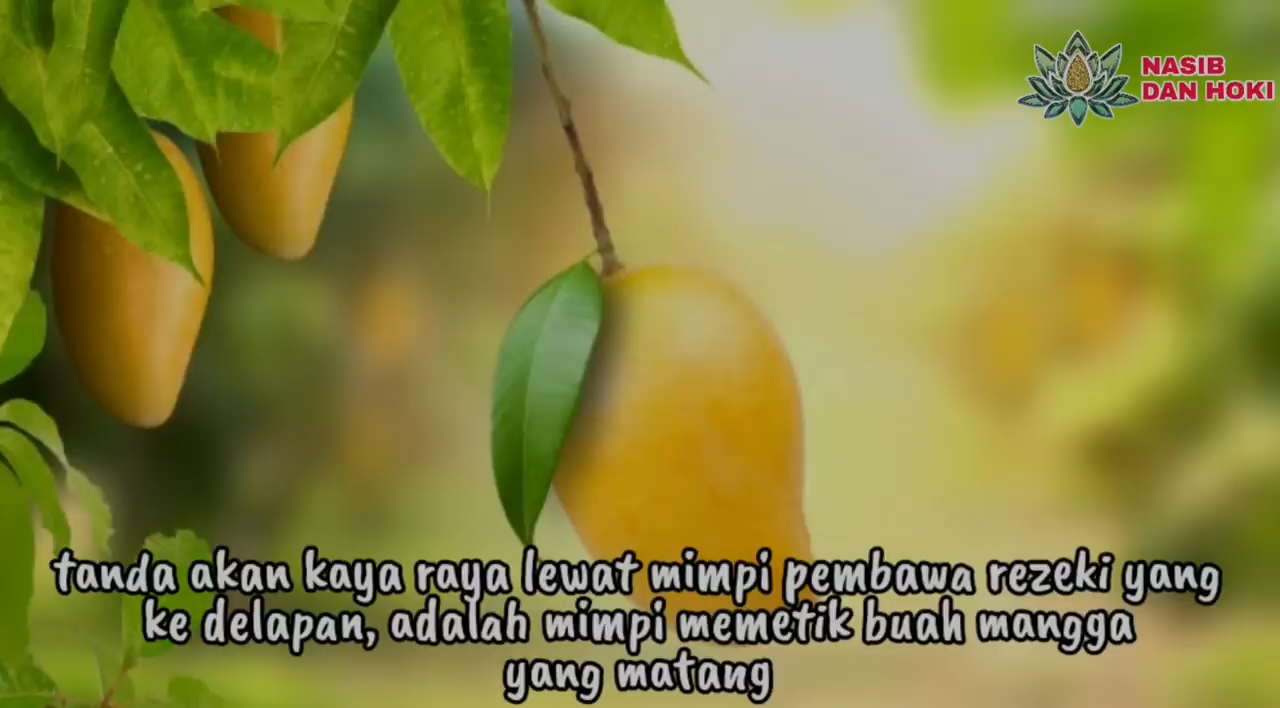 NASIB
DAN HOKI
tanda akan kaya raya lewat mimpi pembawa rezeki yang
ke delapan, adalah mimpi memetik buah mangga
yang matang